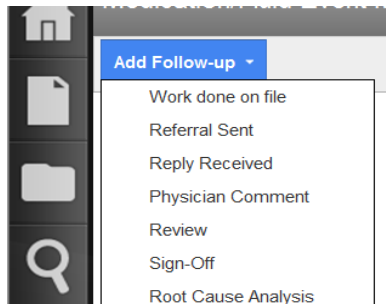 Add Follow-up
Work done on file
Referral Sent
Reply Received
Physician Comment
Review
Sign-Off
Root Cause Analysis